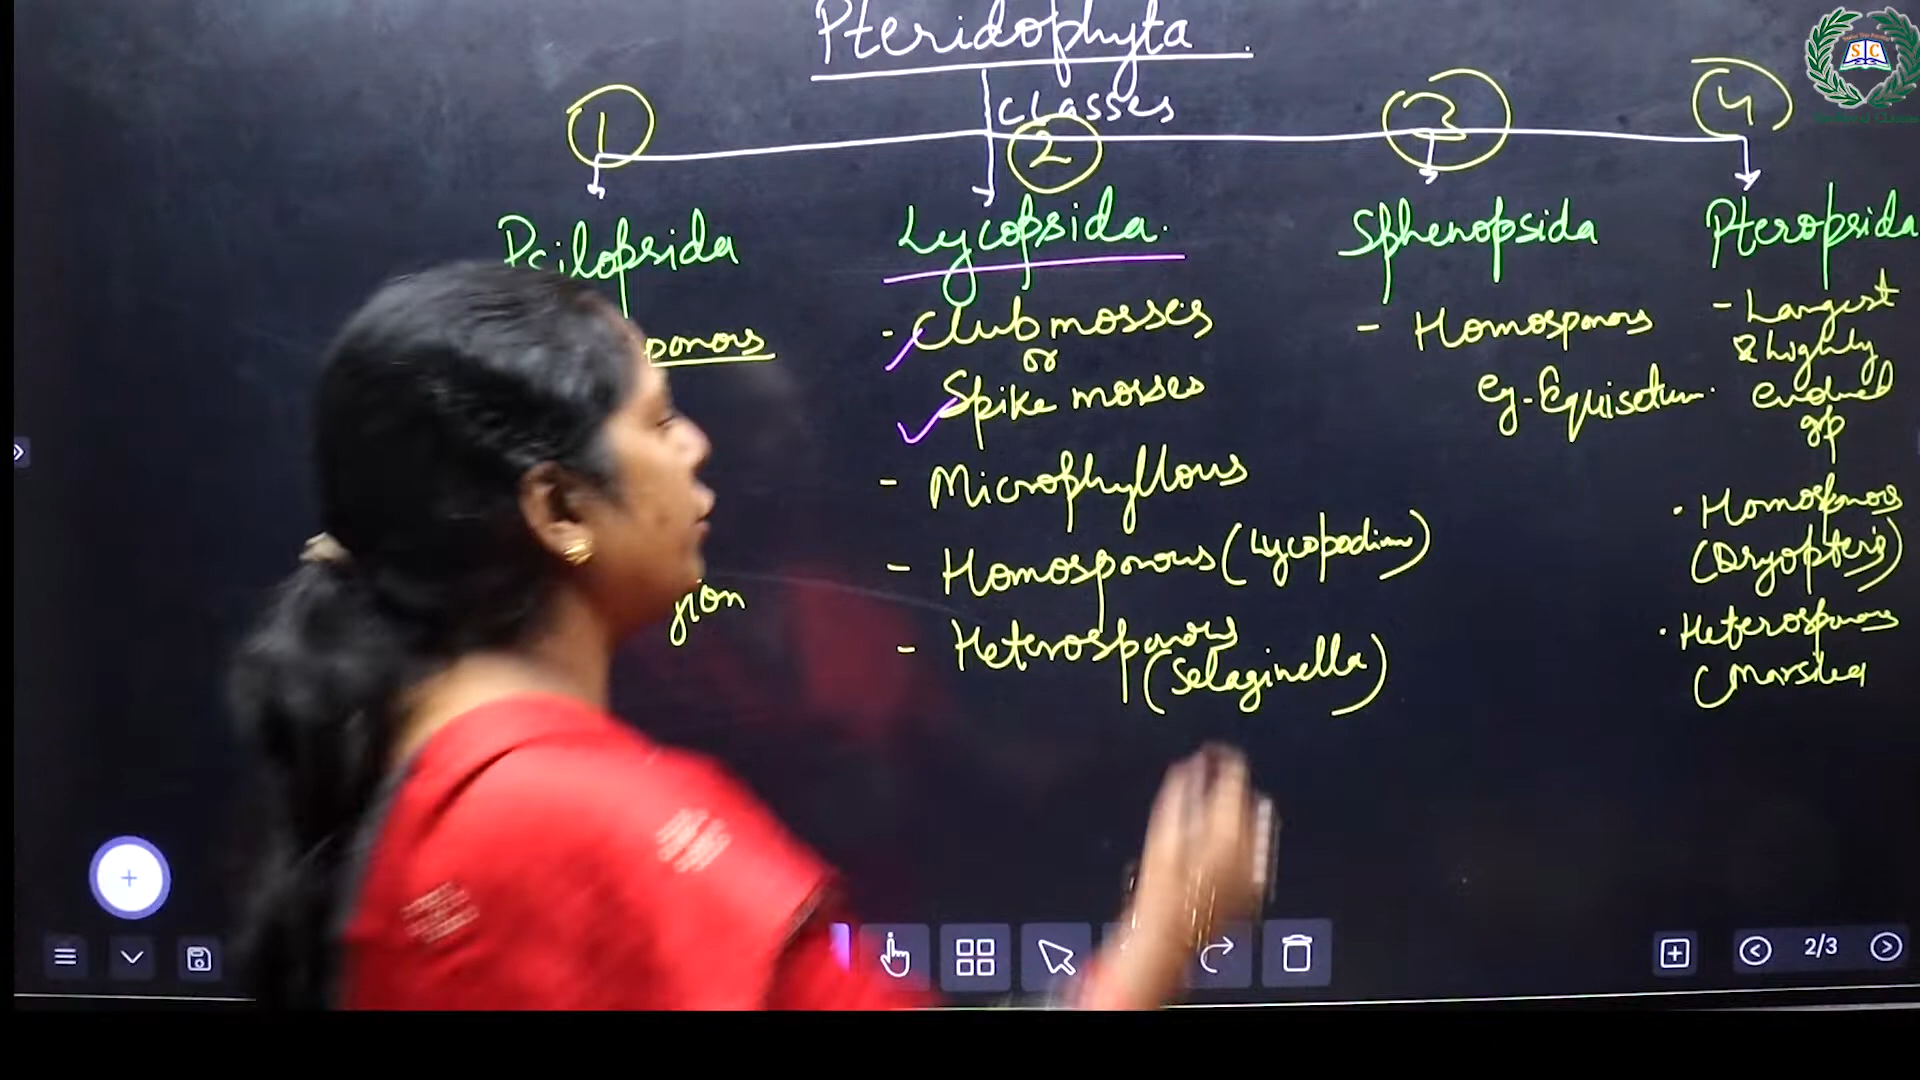 Pteridophyta
classes
1
2
3
4
Psilopsida
ponous
gion
Lycopsida.
- Club mosses
or
Spike mosses
- Microphyllous
- Homosporous (Lycopodium)
- Heterosporous
(Selaginella)
Sphenopsida
- Homosporous
eg. Equisetum.
Pteropsida
- Largest
& highly
evolved
gp
· Homosporous
(Dryopteris)
· Heterosporous
(Marsilea
S C
2/3